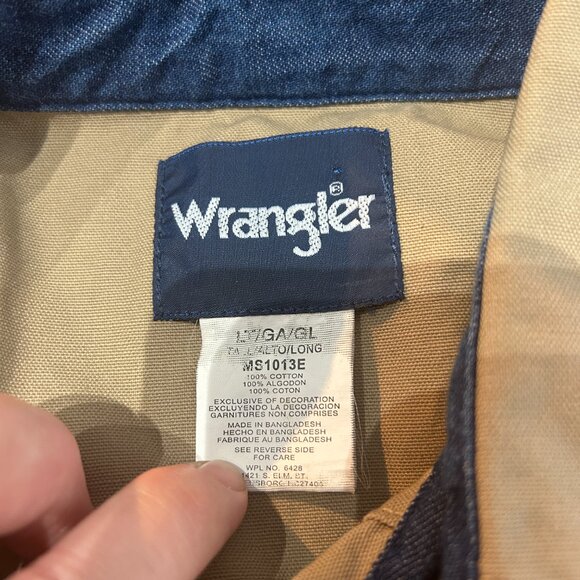 Wrangler®
LT/GA/GL
TALL/ALTO/LONG
MS1013E
100% COTTON
100% ALGODON
100% COTON
EXCLUSIVE OF DECORATION
EXCLUYENDO LA DECORACION
GARNITURES NON COMPRISES
MADE IN BANGLADESH
HECHO EN BANGLADESH
FABRIQUE AU BANGLADESH
SEE REVERSE SIDE
FOR CARE
WPL NO. 6428
S. ELM ST.